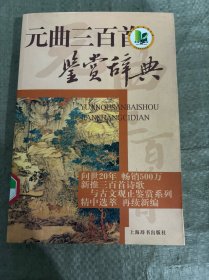 元曲三百首
鉴赏辞典
YUANQUSANBAISHOU
JIANSHANGCIDIAN
问世20年 畅销500万
新推三百首诗歌
与古文观止鉴赏系列
精中选萃 再续新编
上海辞书出版社